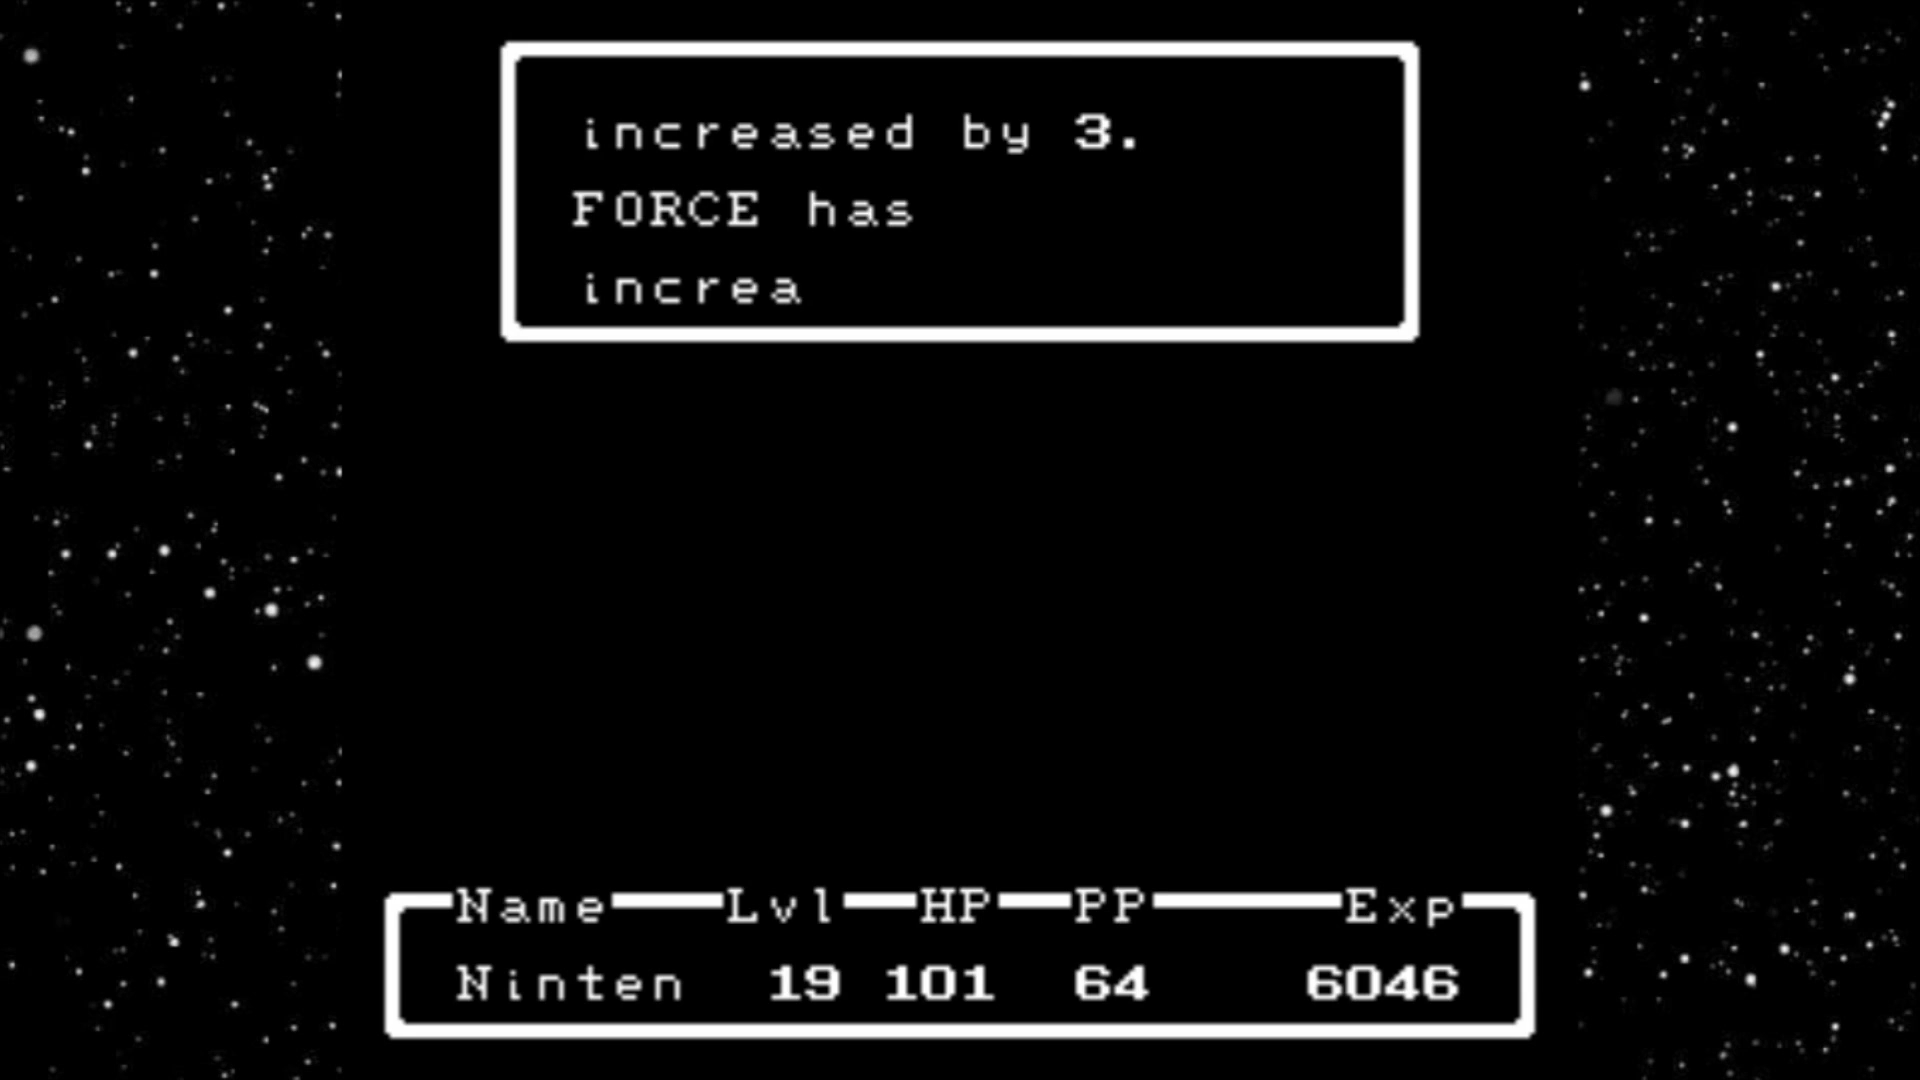 increased by 3.
FORCE has
increa
Name Lvl HP PP Exp
Ninten 19 101 64 6046